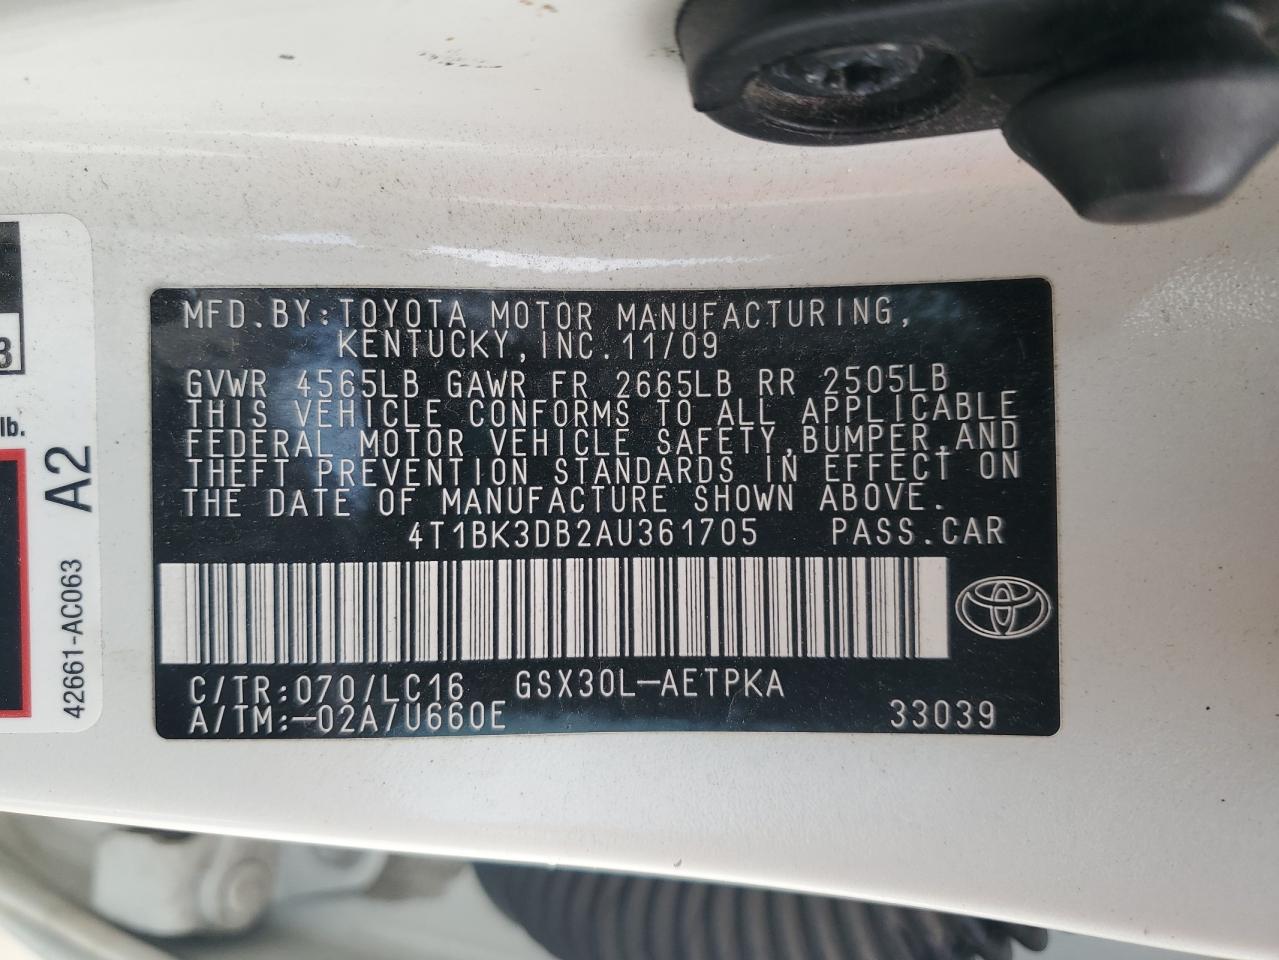 MFD.BY:TOYOTA MOTOR MANUFACTURING,
KENTUCKY,INC.11/09
GVWR 4565LB GAWR FR 2665LB RR 2505LB
THIS VEHICLE CONFORMS TO ALL APPLICABLE
FEDERAL MOTOR VEHICLE SAFETY,BUMPER,AND
THEFT PREVENTION STANDARDS IN EFFECT ON
THE DATE OF MANUFACTURE SHOWN ABOVE.
4T1BK3DB2AU361705 PASS.CAR
C/TR:070/LC16 GSX30L-AETPKA
A/TM:-02A/U660E 33039
3
lb.
A2
42661-AC063